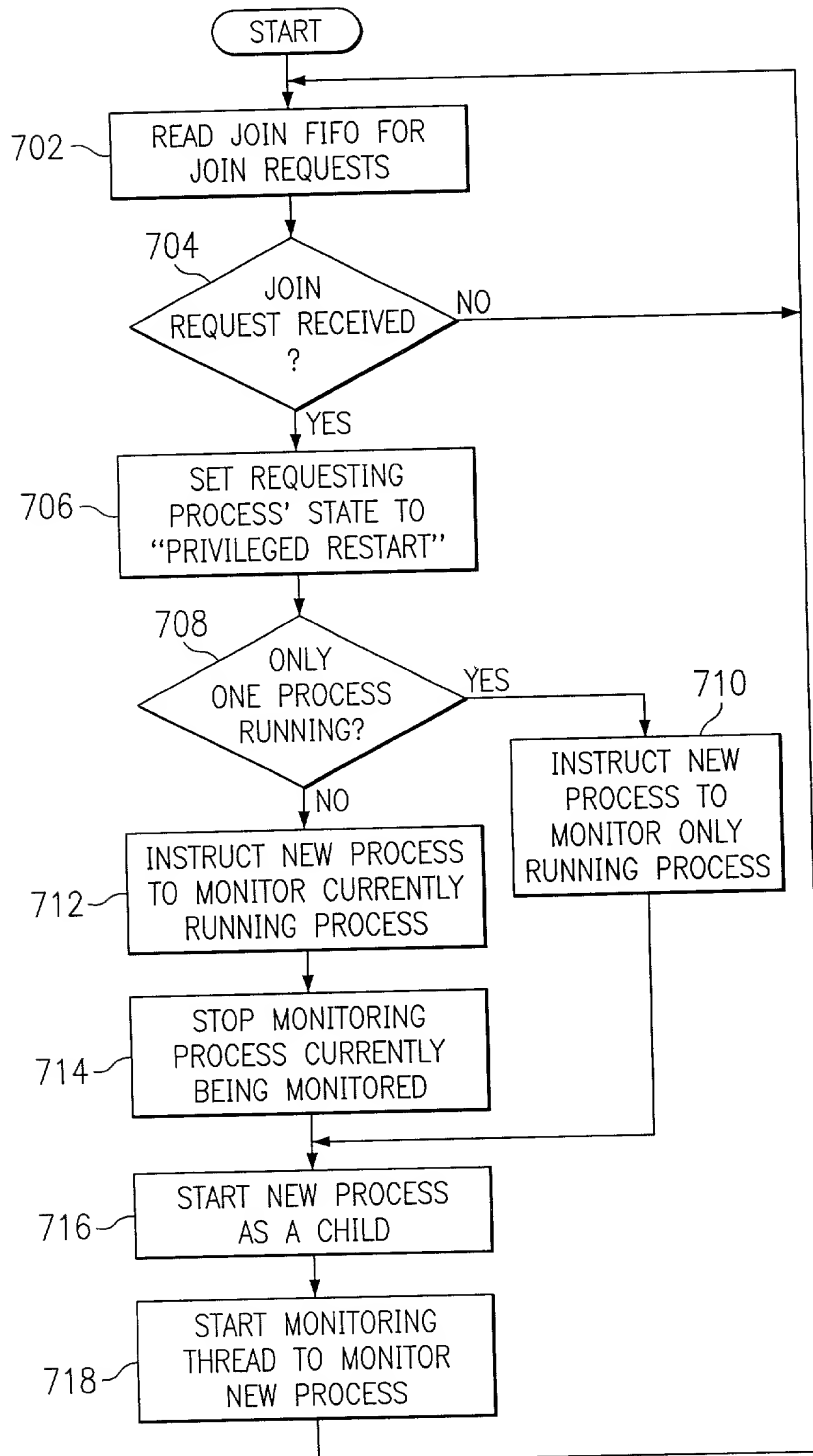 START
702
READ JOIN FIFO FOR
JOIN REQUESTS
704
JOIN
REQUEST RECEIVED
?
NO
YES
706
SET REQUESTING
PROCESS' STATE TO
“PRIVILEGED RESTART”
708
ONLY
ONE PROCESS
RUNNING?
YES
710
INSTRUCT NEW
PROCESS TO
MONITOR ONLY
RUNNING PROCESS
NO
712
INSTRUCT NEW PROCESS
TO MONITOR CURRENTLY
RUNNING PROCESS
714
STOP MONITORING
PROCESS CURRENTLY
BEING MONITORED
716
START NEW PROCESS
AS A CHILD
718
START MONITORING
THREAD TO MONITOR
NEW PROCESS